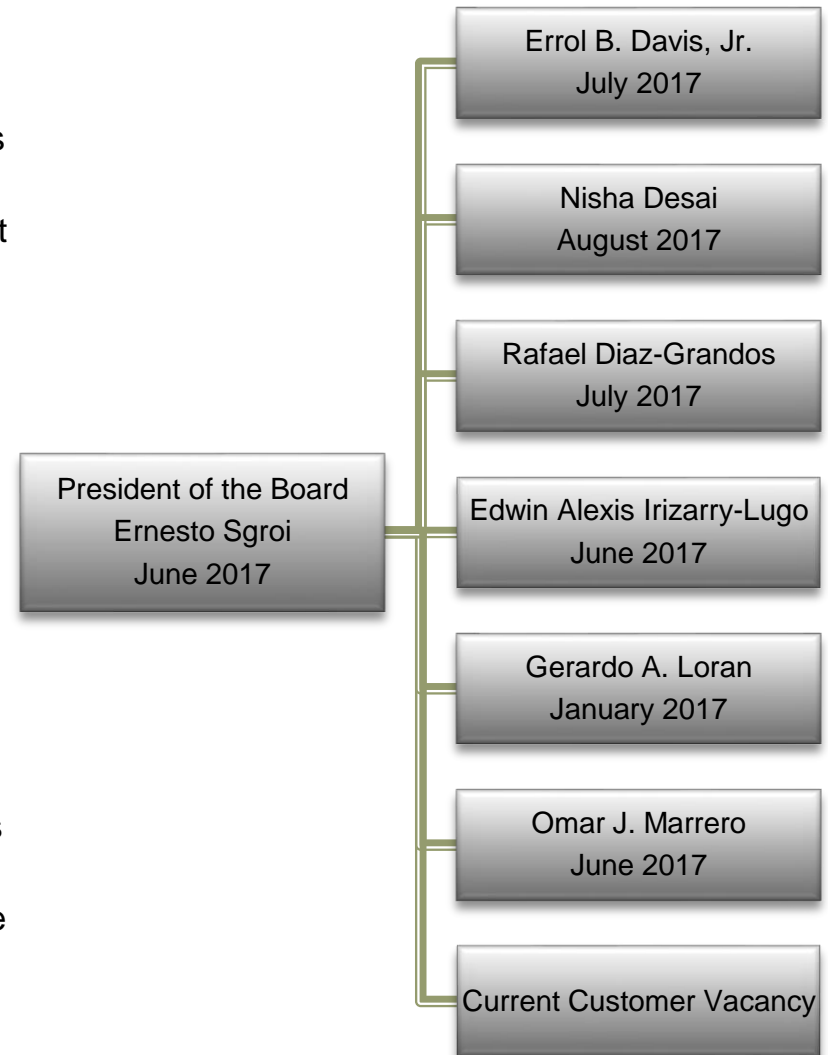 s
t
s
e
President of the Board
Ernesto Sgroi
June 2017
Errol B. Davis, Jr.
July 2017
Nisha Desai
August 2017
Rafael Diaz-Grandos
July 2017
Edwin Alexis Irizarry-Lugo
June 2017
Gerardo A. Loran
January 2017
Omar J. Marrero
June 2017
Current Customer Vacancy